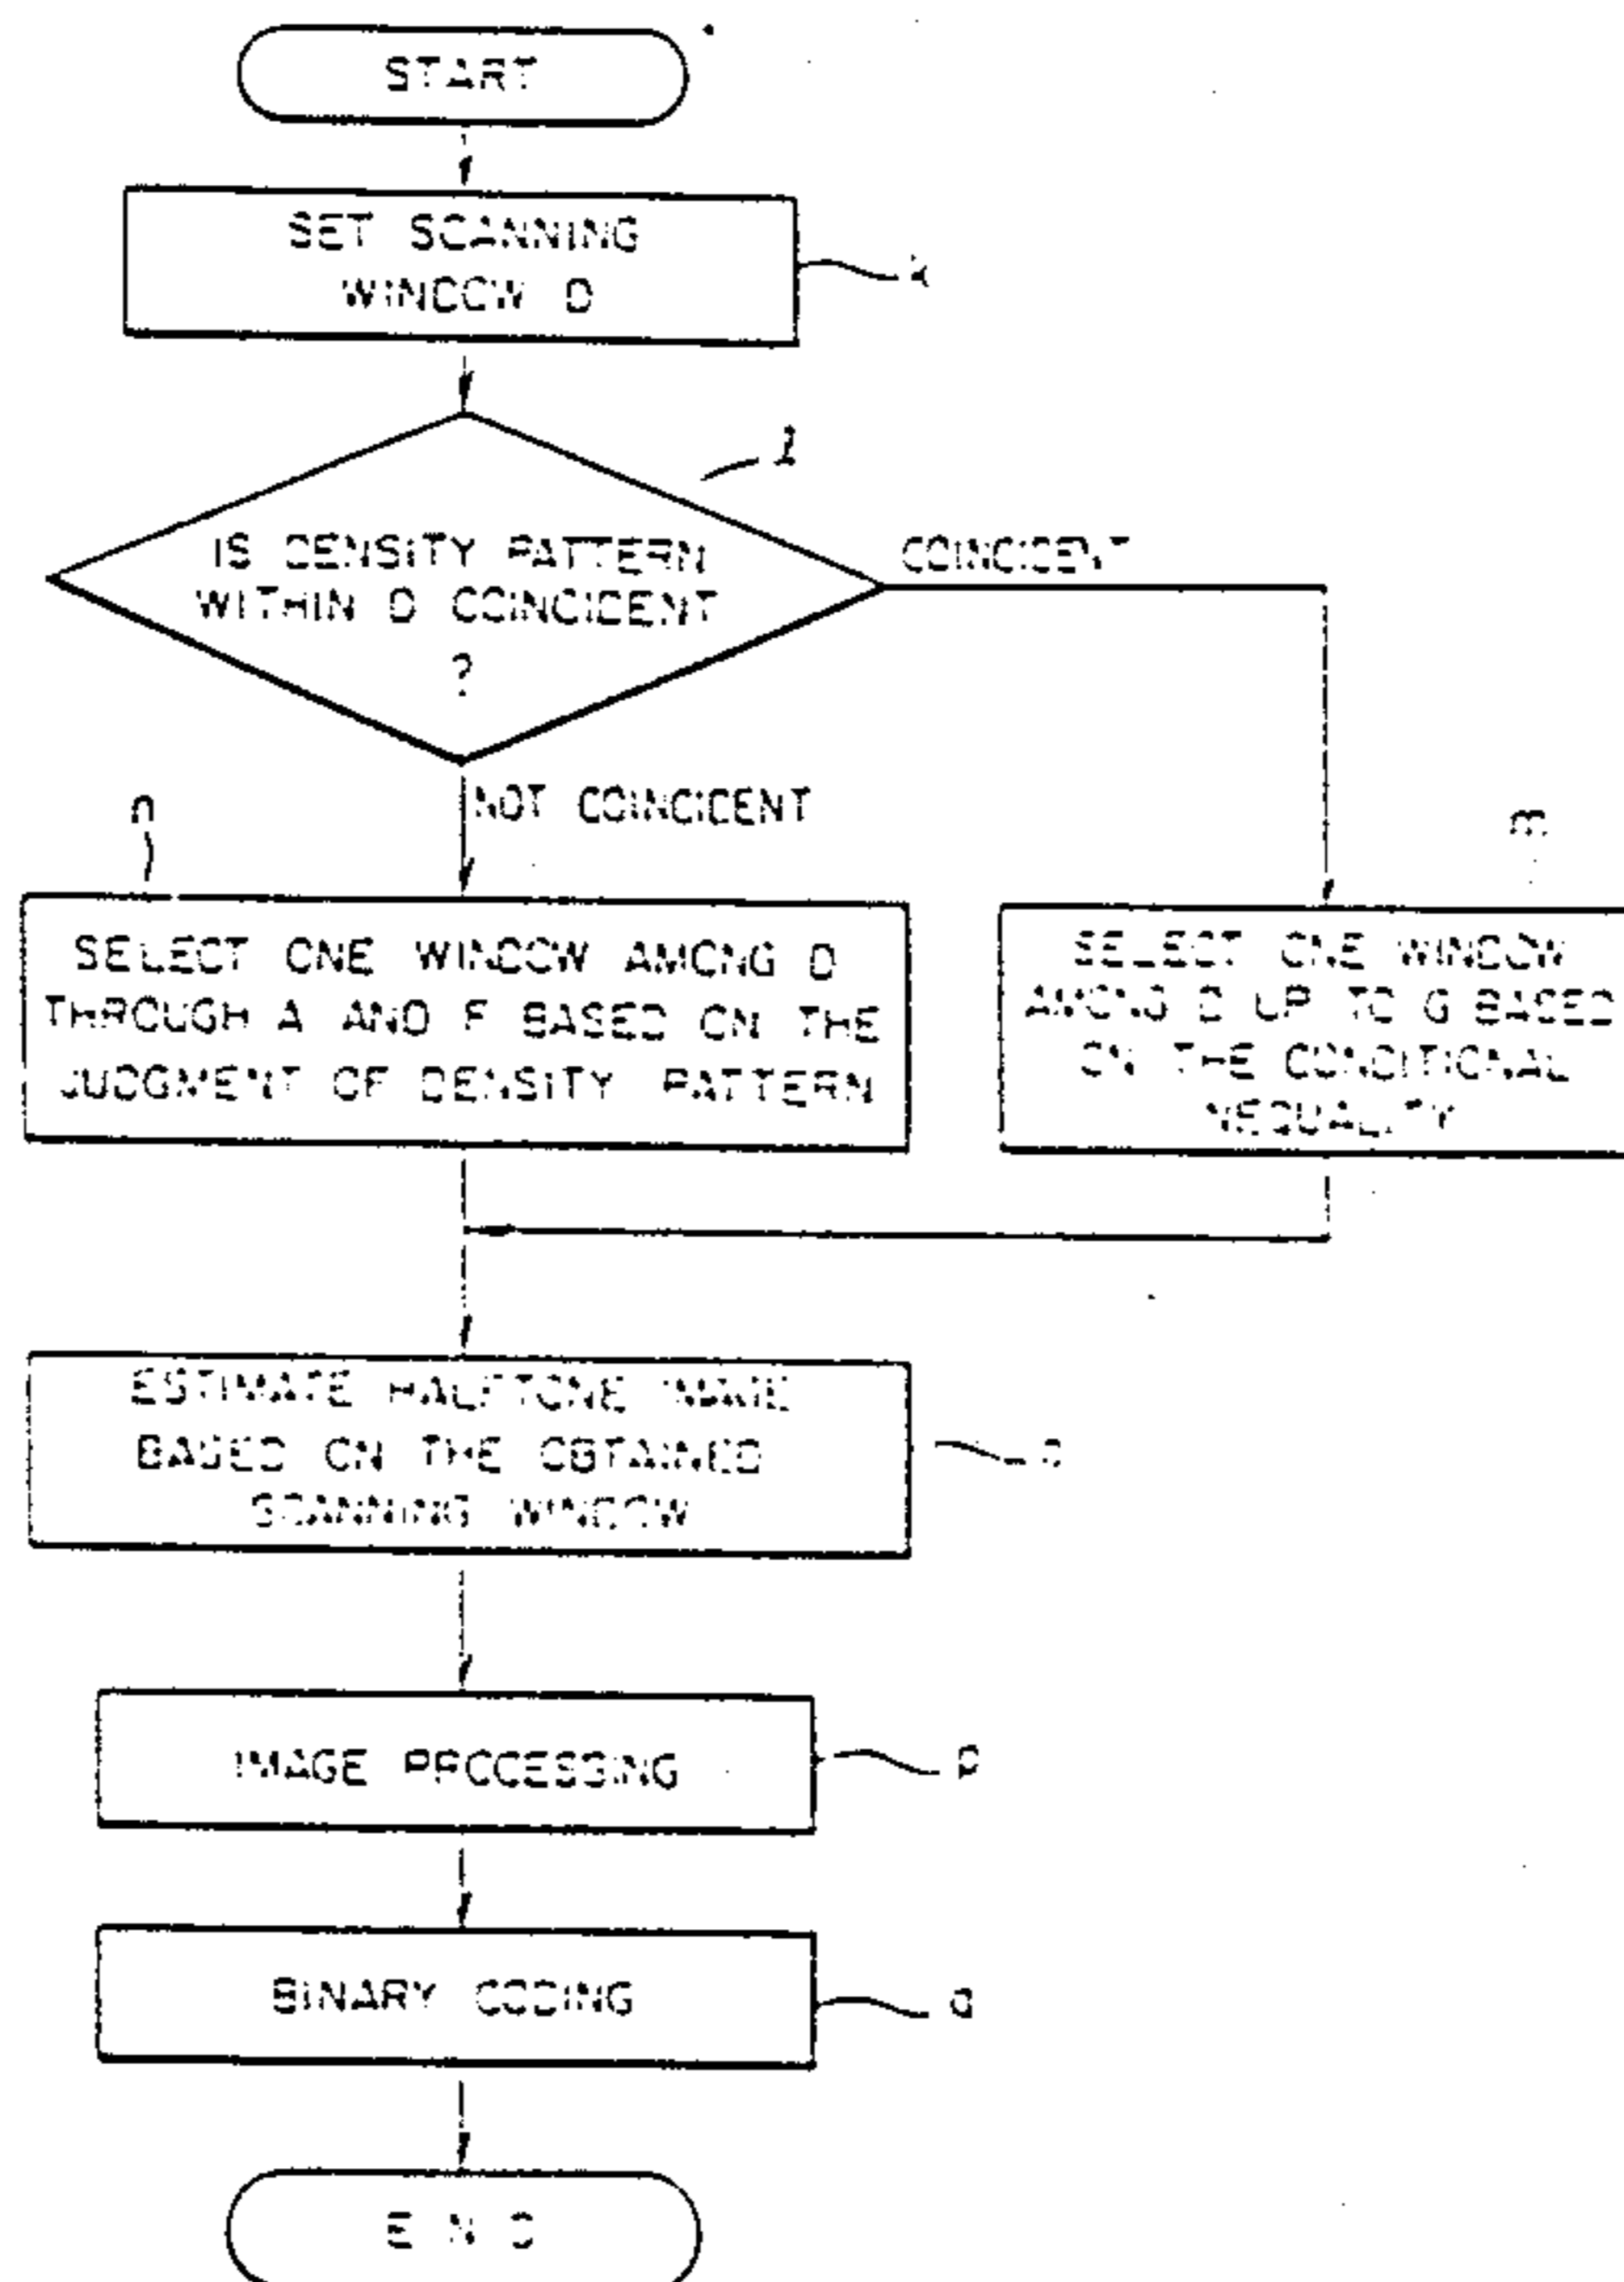 START
SET SCANNING
WINDOW D
k
l
IS DENSITY PATTERN
WITHIN D COINCIDENT
?
COINCIDENT
NOT COINCIDENT
n
m
SELECT ONE WINDOW AMONG D
THROUGH A AND F BASED ON THE
JUDGMENT OF DENSITY PATTERN
SELECT ONE WINDOW
AMONG D UP TO G BASED
ON THE CONDITIONAL
INEQUALITY
ESTIMATE HALFTONE IMAGE
BASED ON THE OBTAINED
SCANNING WINDOW
o
IMAGE PROCESSING
p
BINARY CODING
q
END